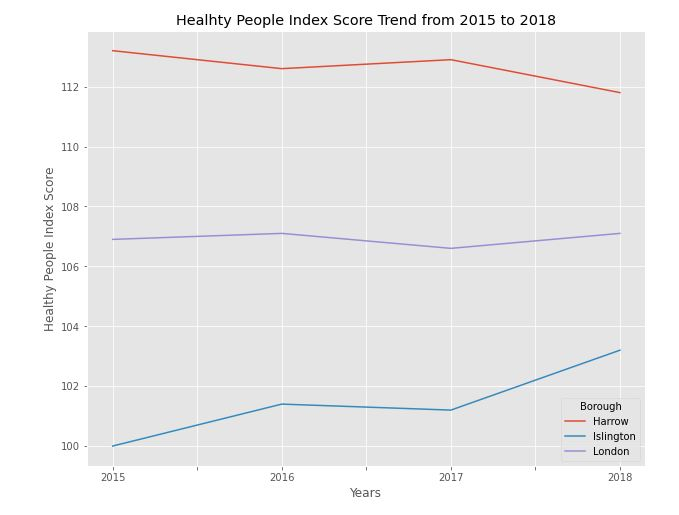 Healhty People Index Score Trend from 2015 to 2018
Healthy People Index Score
112
110
108
106
104
102
100
2015
2016
2017
2018
Years
Borough
Harrow
Islington
London